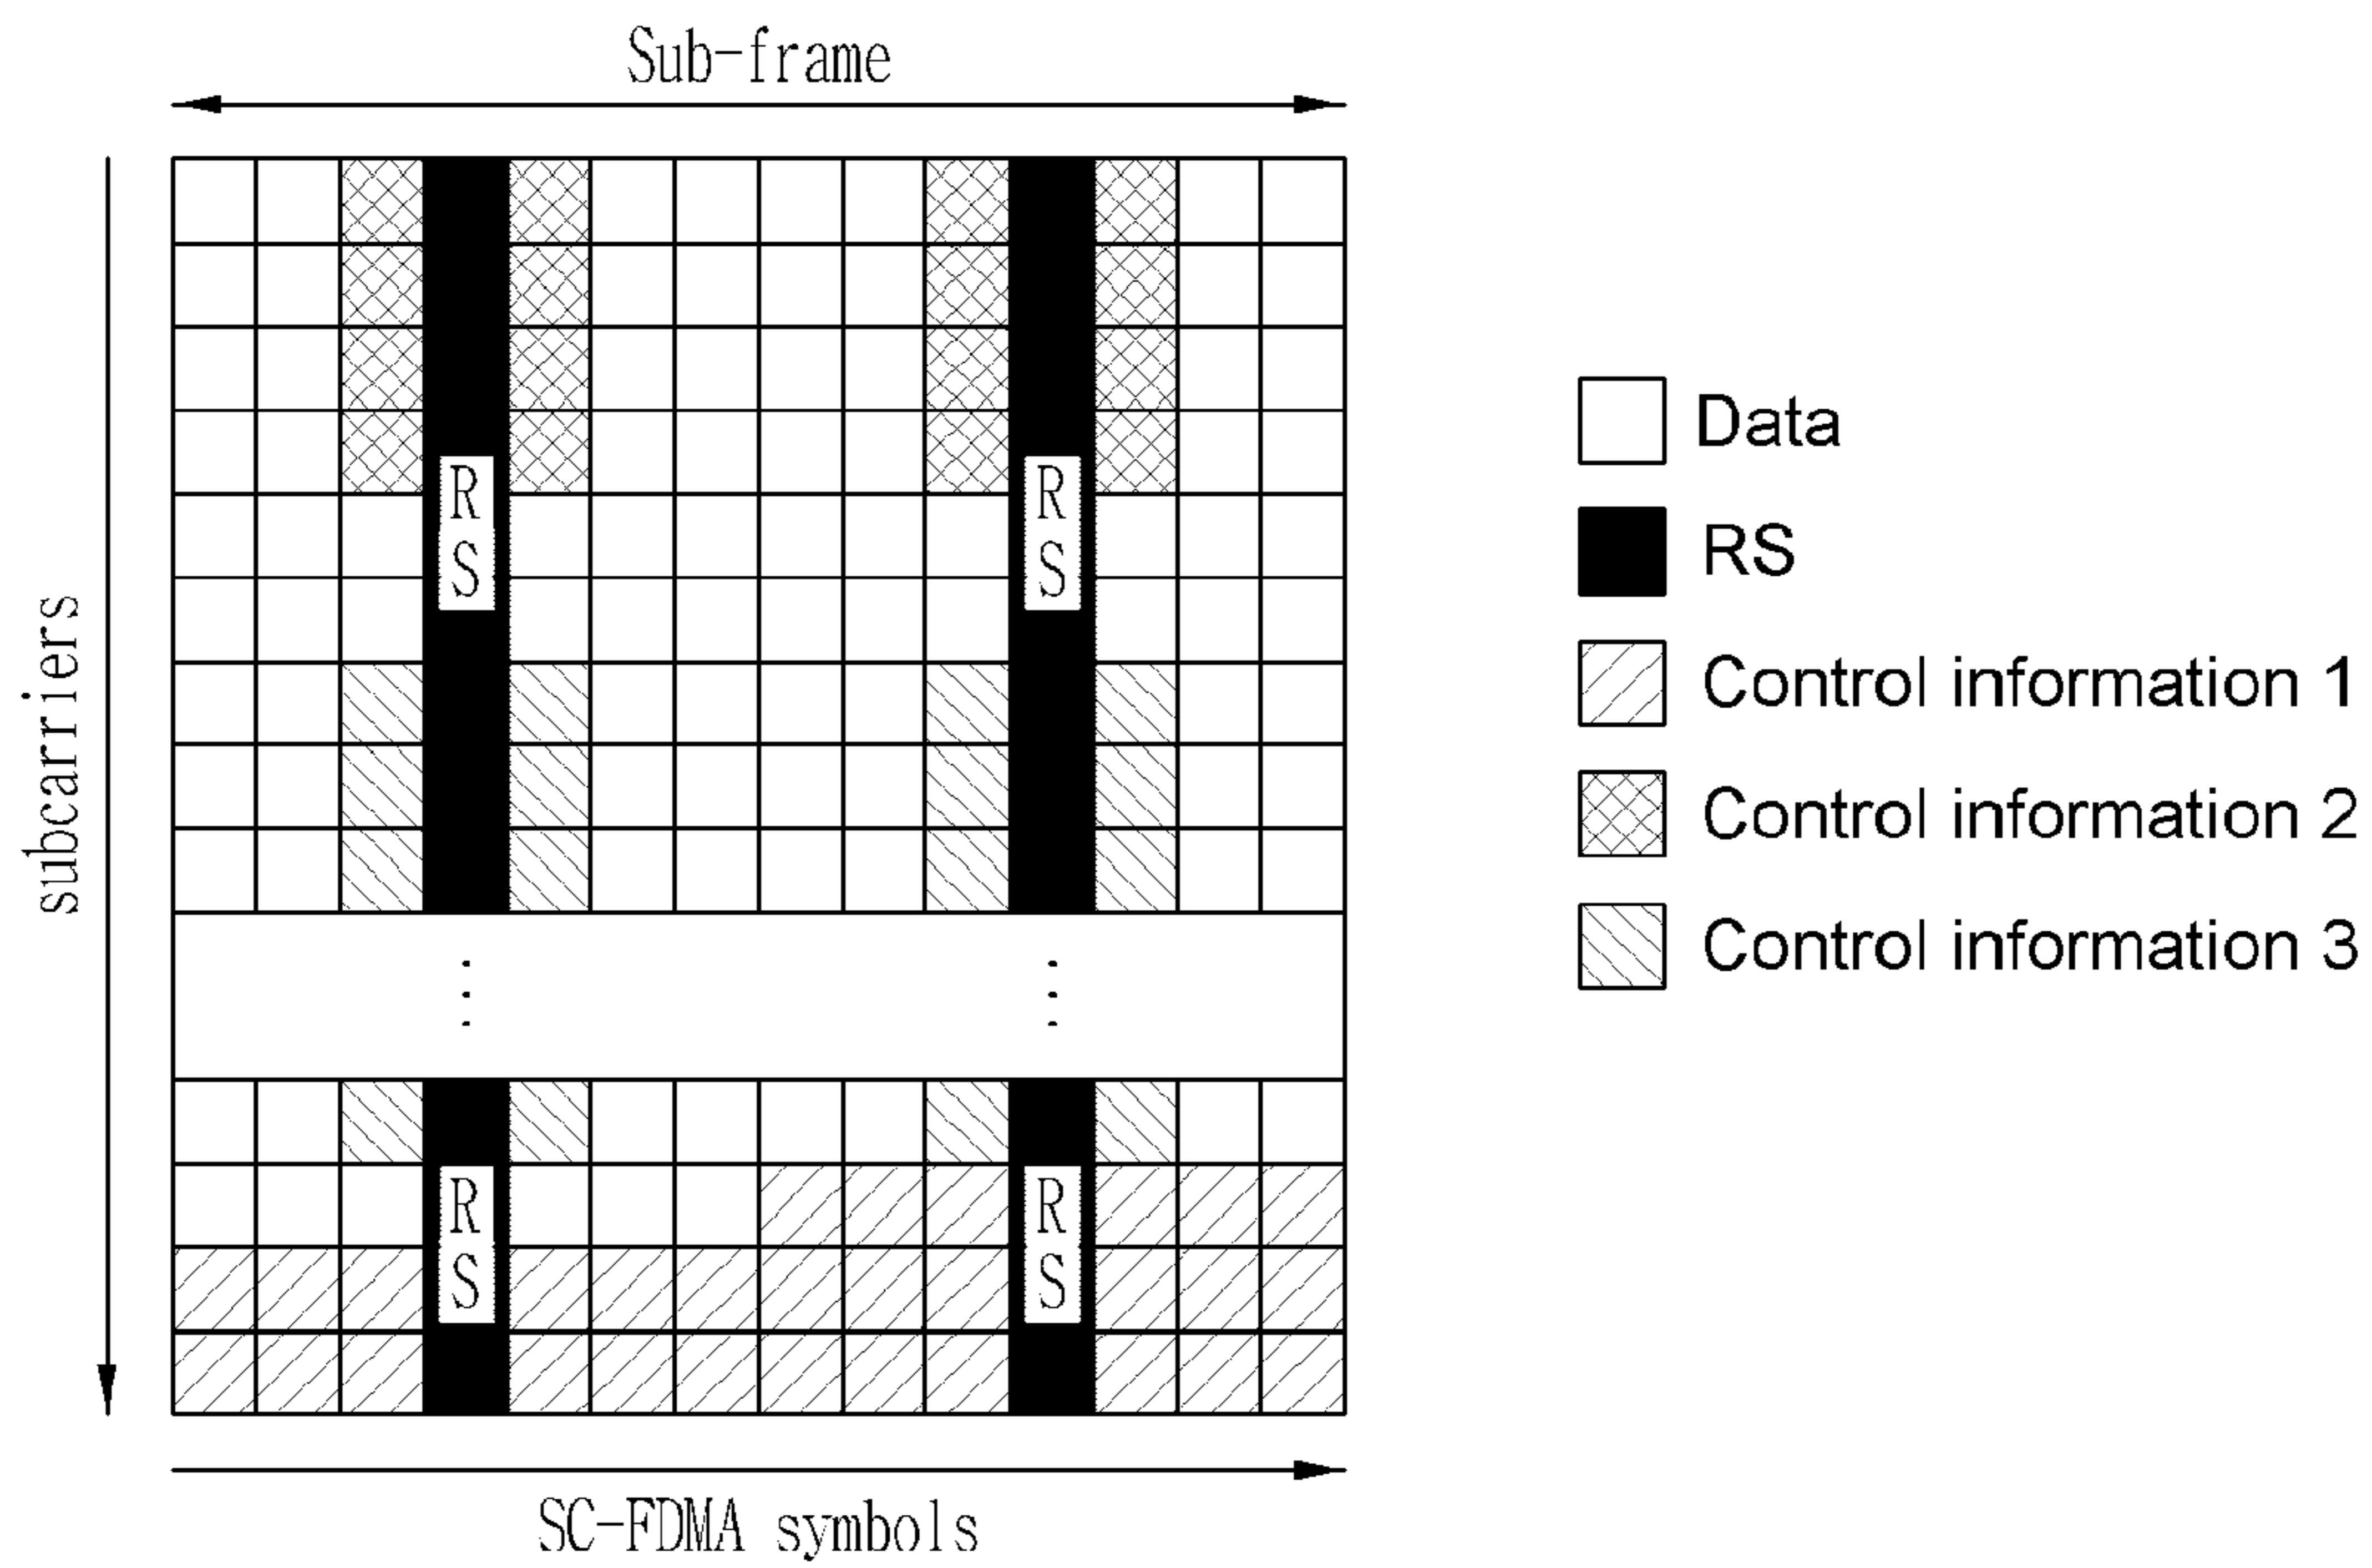 Sub-frame
subcarriers
R
S
R
S
R
S
R
S
SC-FDMA symbols
Data
RS
Control information 1
Control information 2
Control information 3